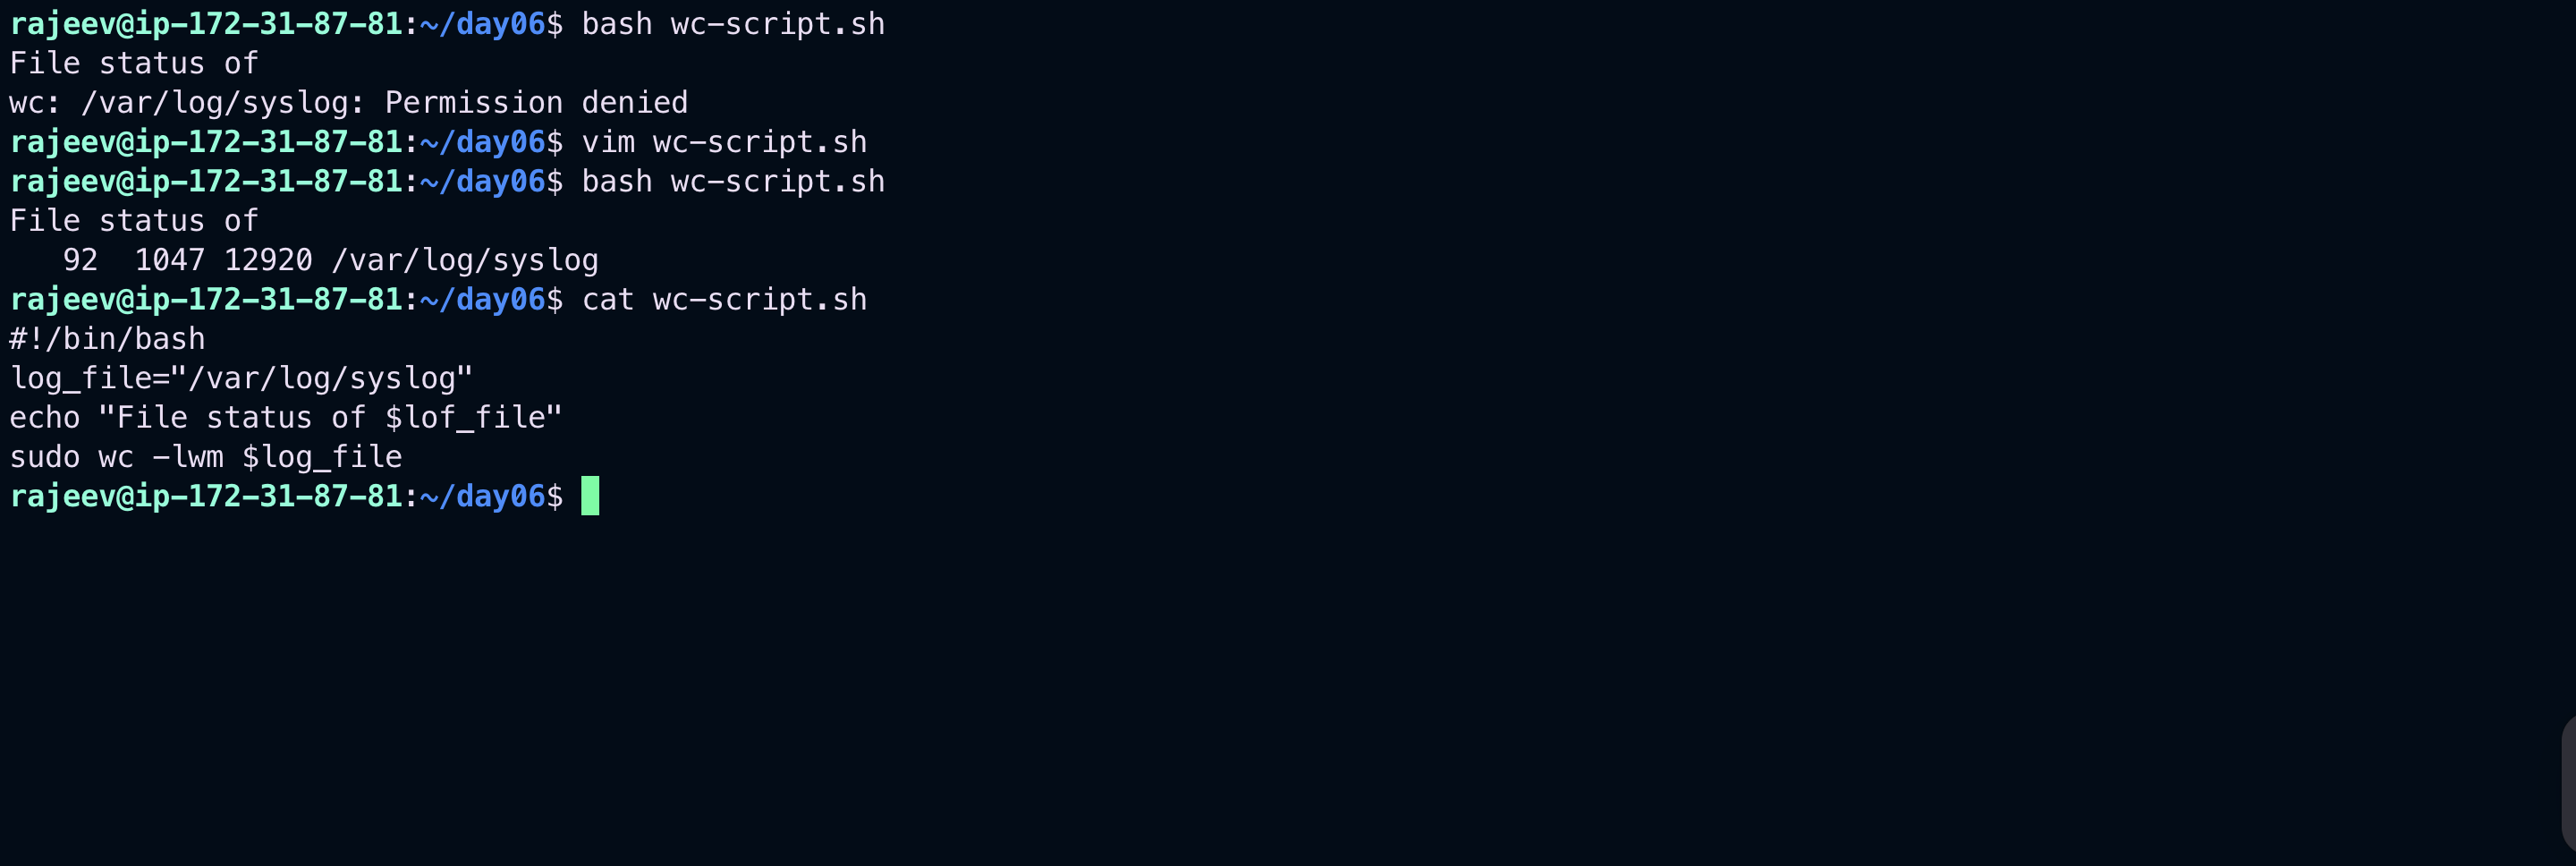 rajeev@ip-172-31-87-81:~/day06$ bash wc-script.sh
File status of
wc: /var/log/syslog: Permission denied
rajeev@ip-172-31-87-81:~/day06$ vim wc-script.sh
rajeev@ip-172-31-87-81:~/day06$ bash wc-script.sh
File status of
   92  1047 12920 /var/log/syslog
rajeev@ip-172-31-87-81:~/day06$ cat wc-script.sh
#!/bin/bash
log_file="/var/log/syslog"
echo "File status of $lof_file"
sudo wc -lwm $log_file
rajeev@ip-172-31-87-81:~/day06$